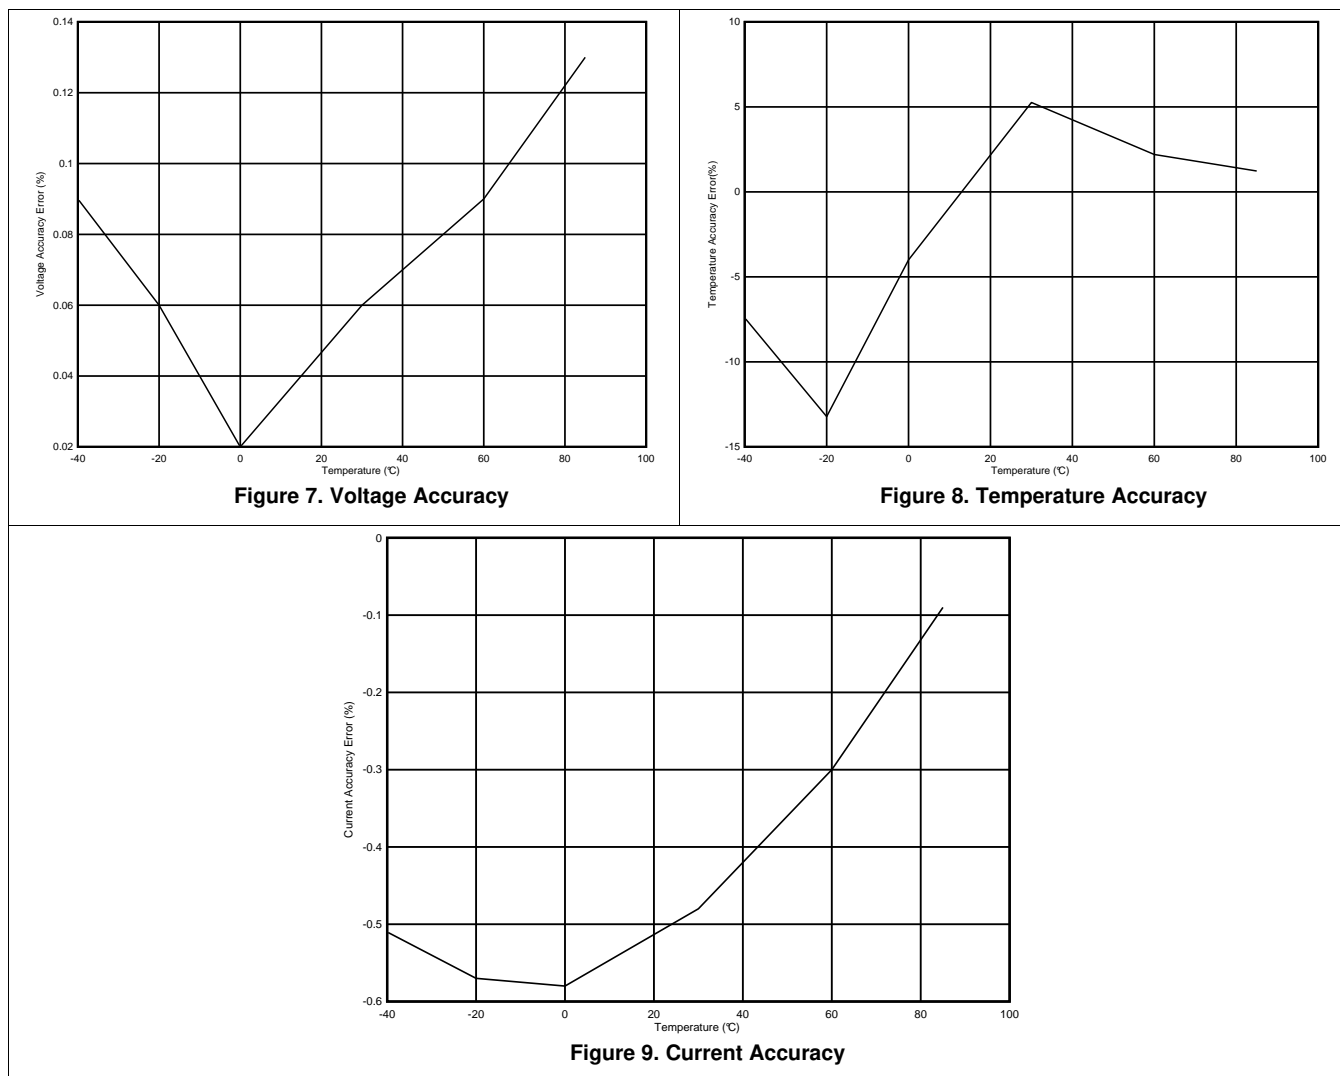 0.14
0.12
0.1
0.08
0.06
0.04
0.02
Voltage Accuracy Error (%)
-40 -20 0 20 40 60 80 100
Temperature (°C)
Figure 7. Voltage Accuracy
10
5
0
-5
-10
-15
Temperature Accuracy Error(%)
-40 -20 0 20 40 60 80 100
Temperature (°C)
Figure 8. Temperature Accuracy
0
-0.1
-0.2
-0.3
-0.4
-0.5
-0.6
Current Accuracy Error (%)
-40 -20 0 20 40 60 80 100
Temperature (°C)
Figure 9. Current Accuracy